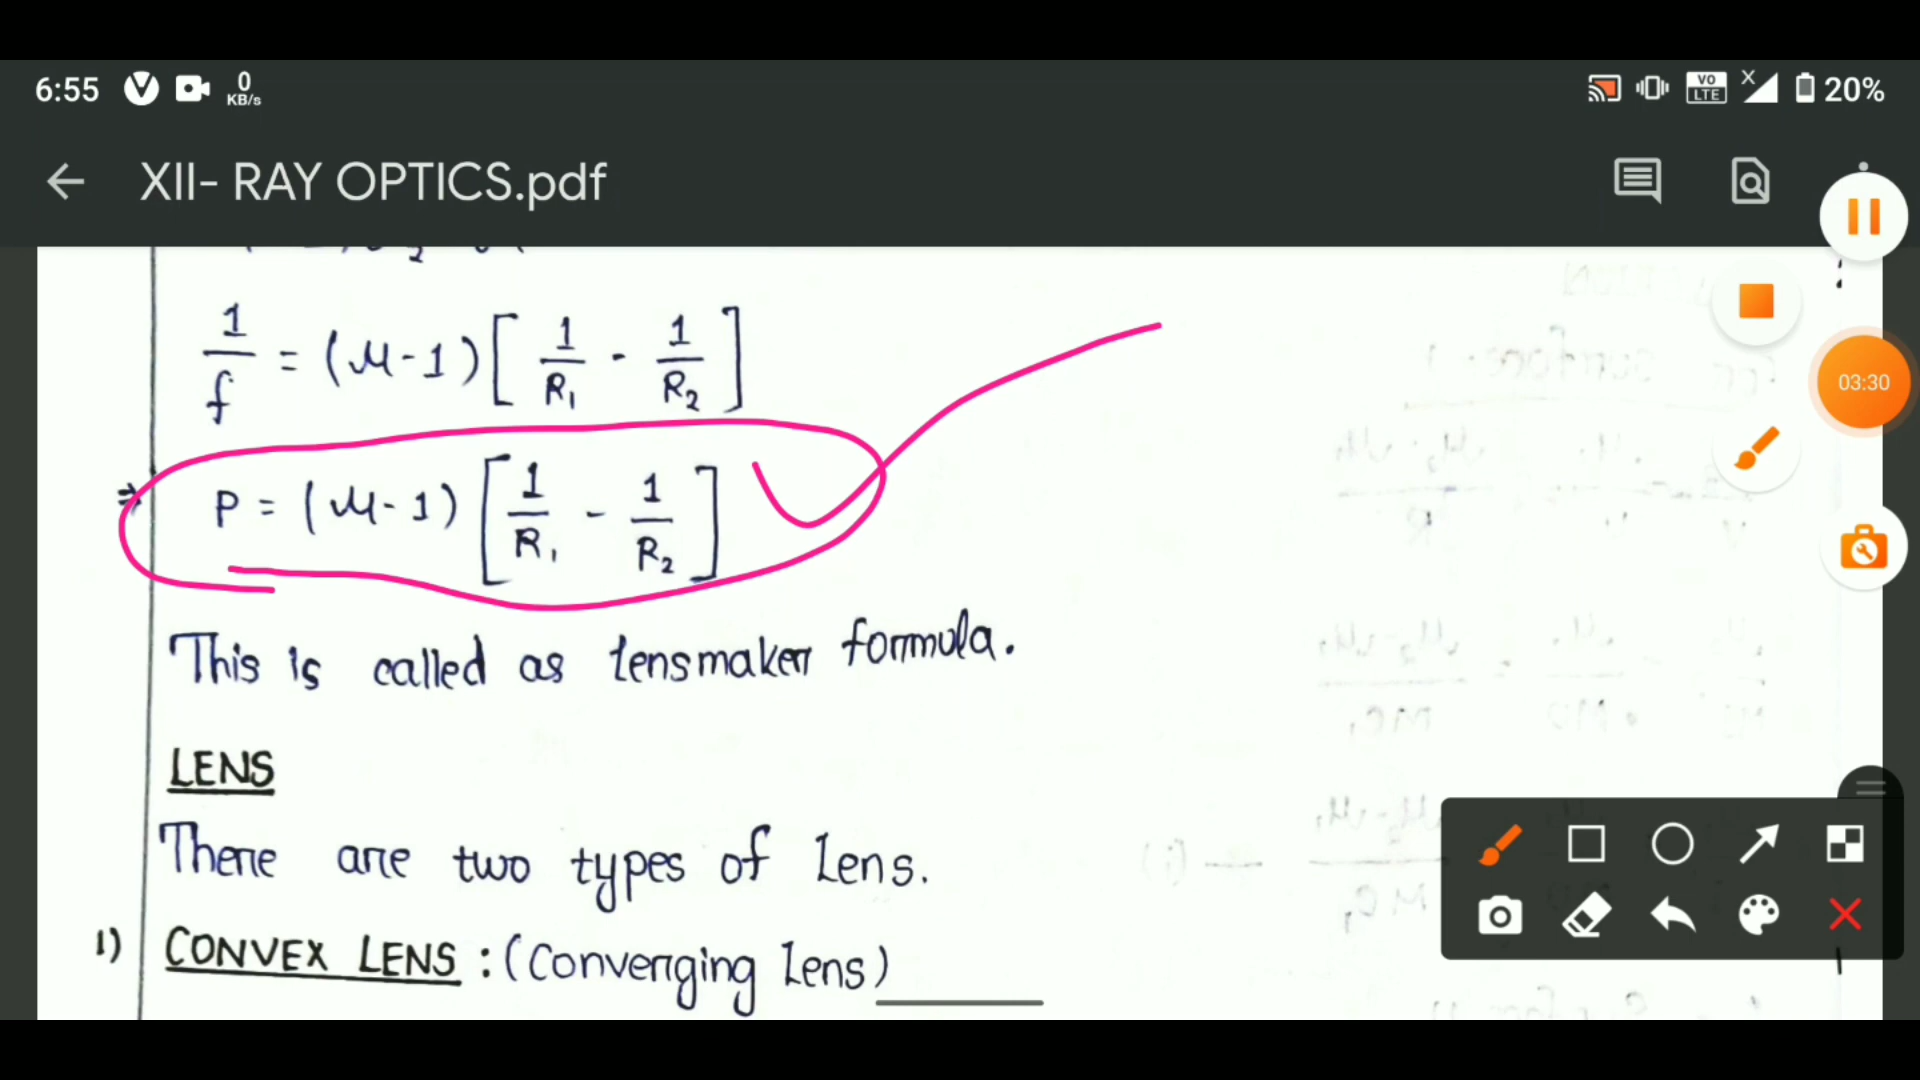 6:55 0 KB/s VO LTE X 20%
XII- RAY OPTICS.pdf
1/f = (μ-1) [ 1/R₁ - 1/R₂ ]
03:30
⇒ P = (μ-1) [ 1/R₁ - 1/R₂ ]
This is called as lensmaker formula.
LENS
There are two types of Lens.
1) CONVEX LENS : (Converging Lens)